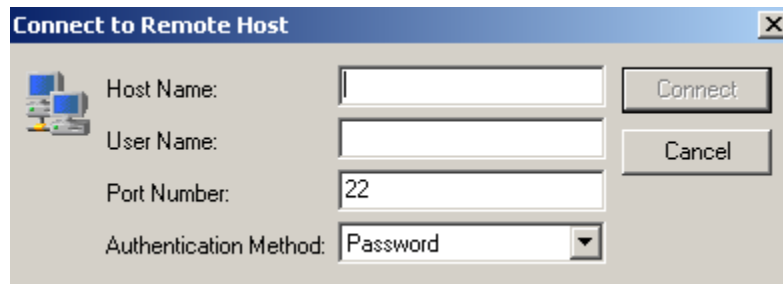 Connect to Remote Host
Host Name:
Connect
User Name:
Cancel
Port Number: 22
Authentication Method: Password